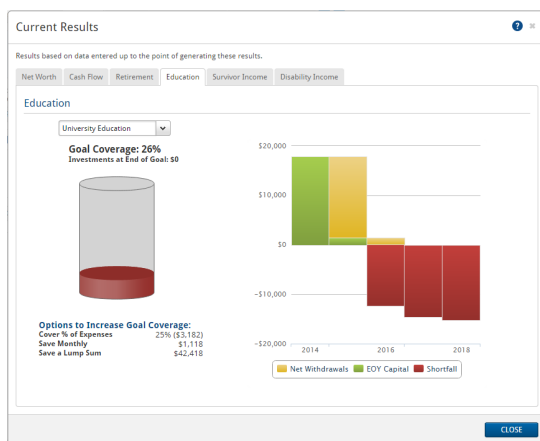 Current Results
?
Results based on data entered up to the point of generating these results.
Net Worth Cash Flow Retirement Education Survivor Income Disability Income
Education
University Education
Goal Coverage: 26%
Investments at End of Goal: $0
Options to Increase Goal Coverage:
Cover % of Expenses 25% ($3,182)
Save Monthly $1,118
Save a Lump Sum $42,418
$20,000
$10,000
$0
-$10,000
-$20,000
2014 2016 2018
Net Withdrawals EOY Capital Shortfall
CLOSE